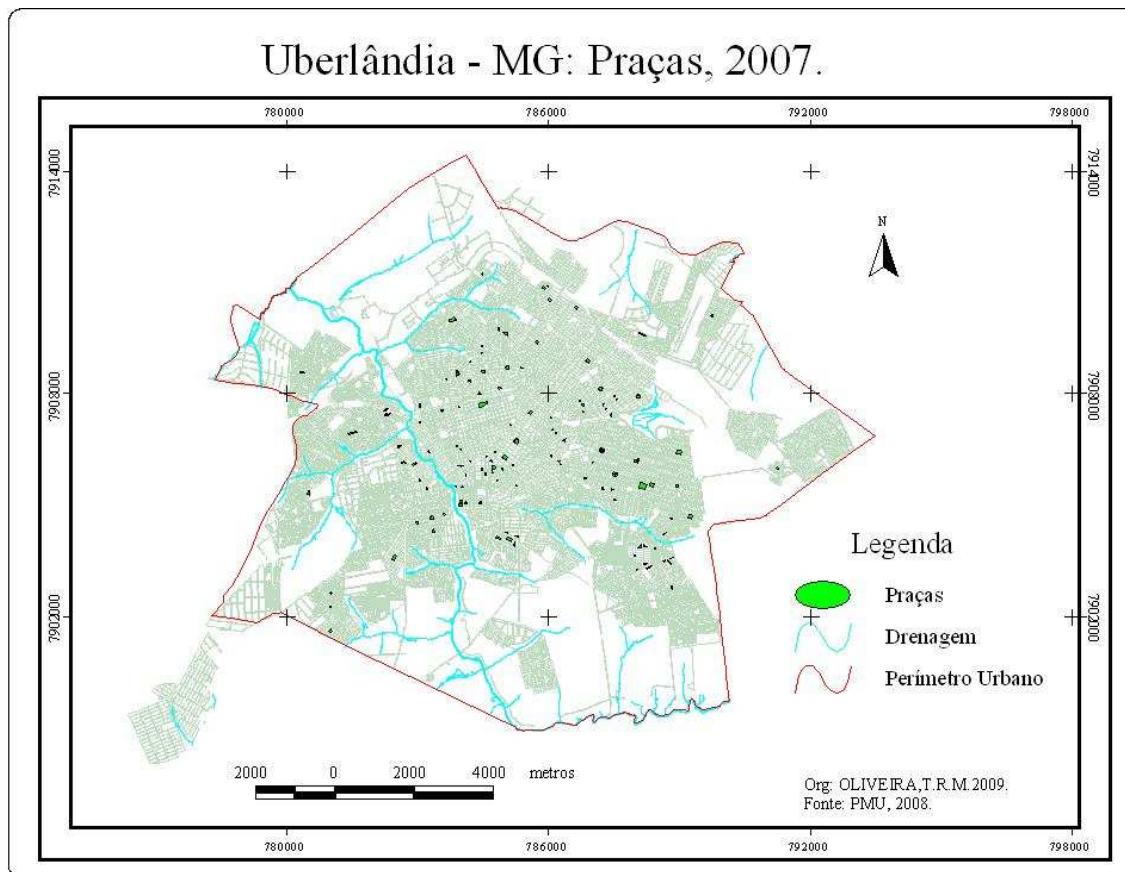 Uberlândia - MG: Praças, 2007.
780000
786000
792000
798000
7914000
7914000
N
7908000
7908000
Legenda
Praças
7902000
7902000
Drenagem
Perímetro Urbano
2000
0
2000
4000
metros
Org: OLIVEIRA,T.R.M.2009.
Fonte: PMU, 2008.
780000
786000
792000
798000